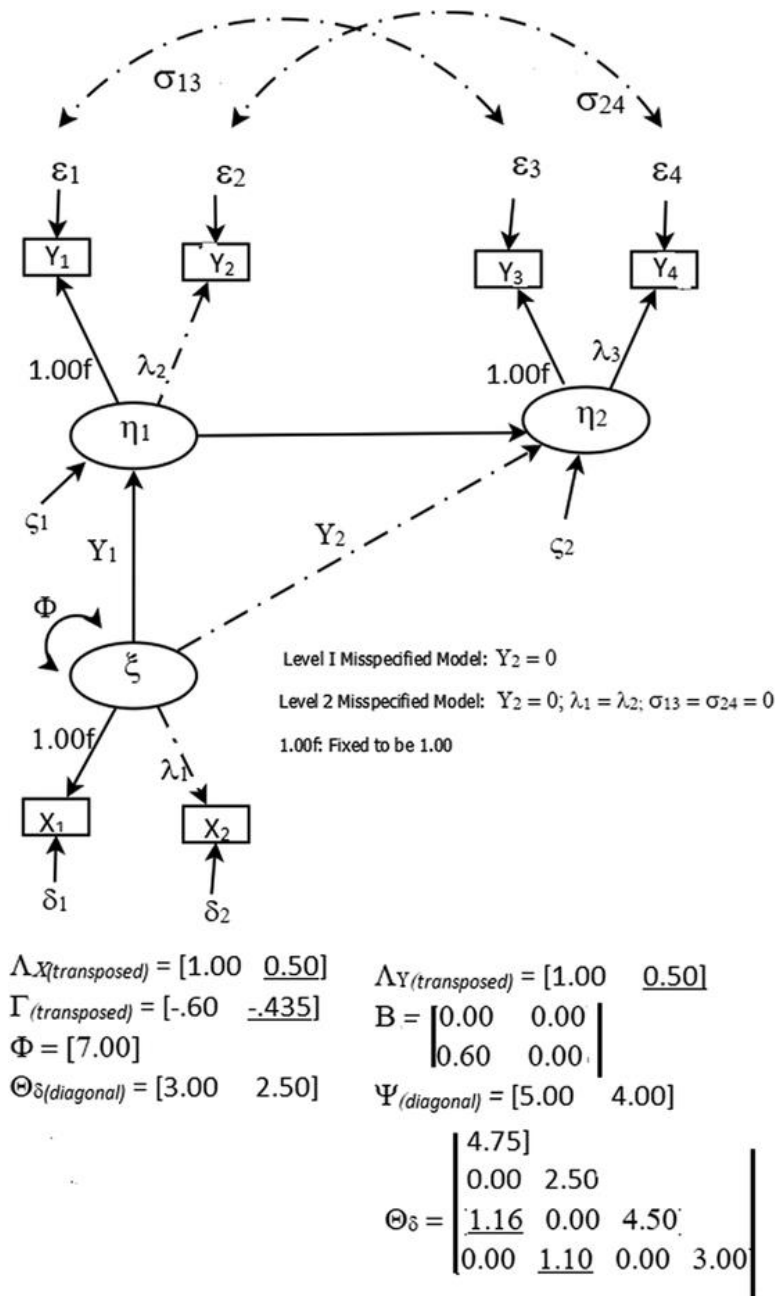 σ13
σ24
ε1 ε2 ε3 ε4
Y1 Y2 Y3 Y4
1.00f λ2 1.00f λ3
η1 η2
ς1 ς2
Υ1 Υ2
Φ
ξ
Level I Misspecified Model: Υ2 = 0
Level 2 Misspecified Model: Υ2 = 0; λ1 = λ2; σ13 = σ24 = 0
1.00f: Fixed to be 1.00
1.00f λ1
X1 X2
δ1 δ2
ΛX(transposed) = [1.00 0.50]
Γ(transposed) = [-.60 -.435]
Φ = [7.00]
Θδ(diagonal) = [3.00 2.50]
ΛY(transposed) = [1.00 0.50]
B = [0.00 0.00
0.60 0.00
Ψ(diagonal) = [5.00 4.00]
4.75]
0.00 2.50
Θδ = 1.16 0.00 4.50
0.00 1.10 0.00 3.00